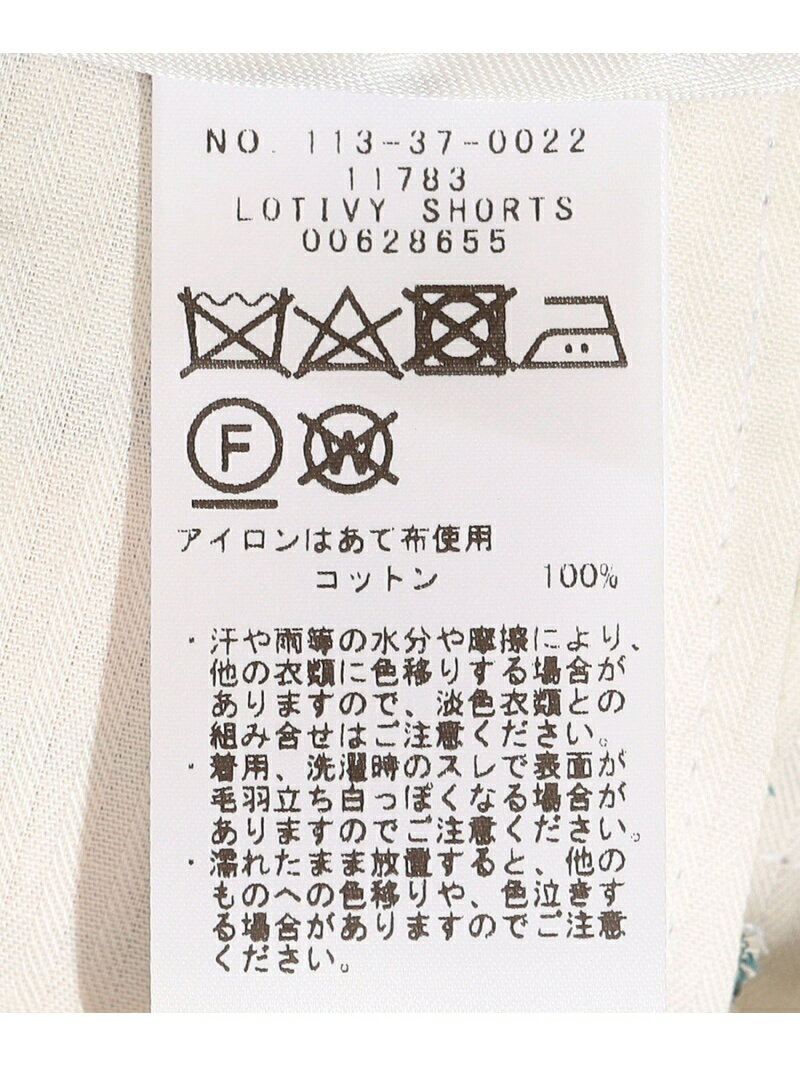 NO. 113-37-0022
11783
LOTIVY SHORTS
00628655
F W
アイロンはあて布使用
コットン 100%
・汗や雨等の水分や摩擦により、
他の衣類に色移りする場合が
ありますので、淡色衣類との
組み合せはご注意ください。
・着用、洗濯時のスレで表面が
毛羽立ち白っぽくなる場合が
ありますのでご注意ください。
・濡れたまま放置すると、他の
ものへの色移りや、色泣きす
る場合がありますのでご注意
ください。